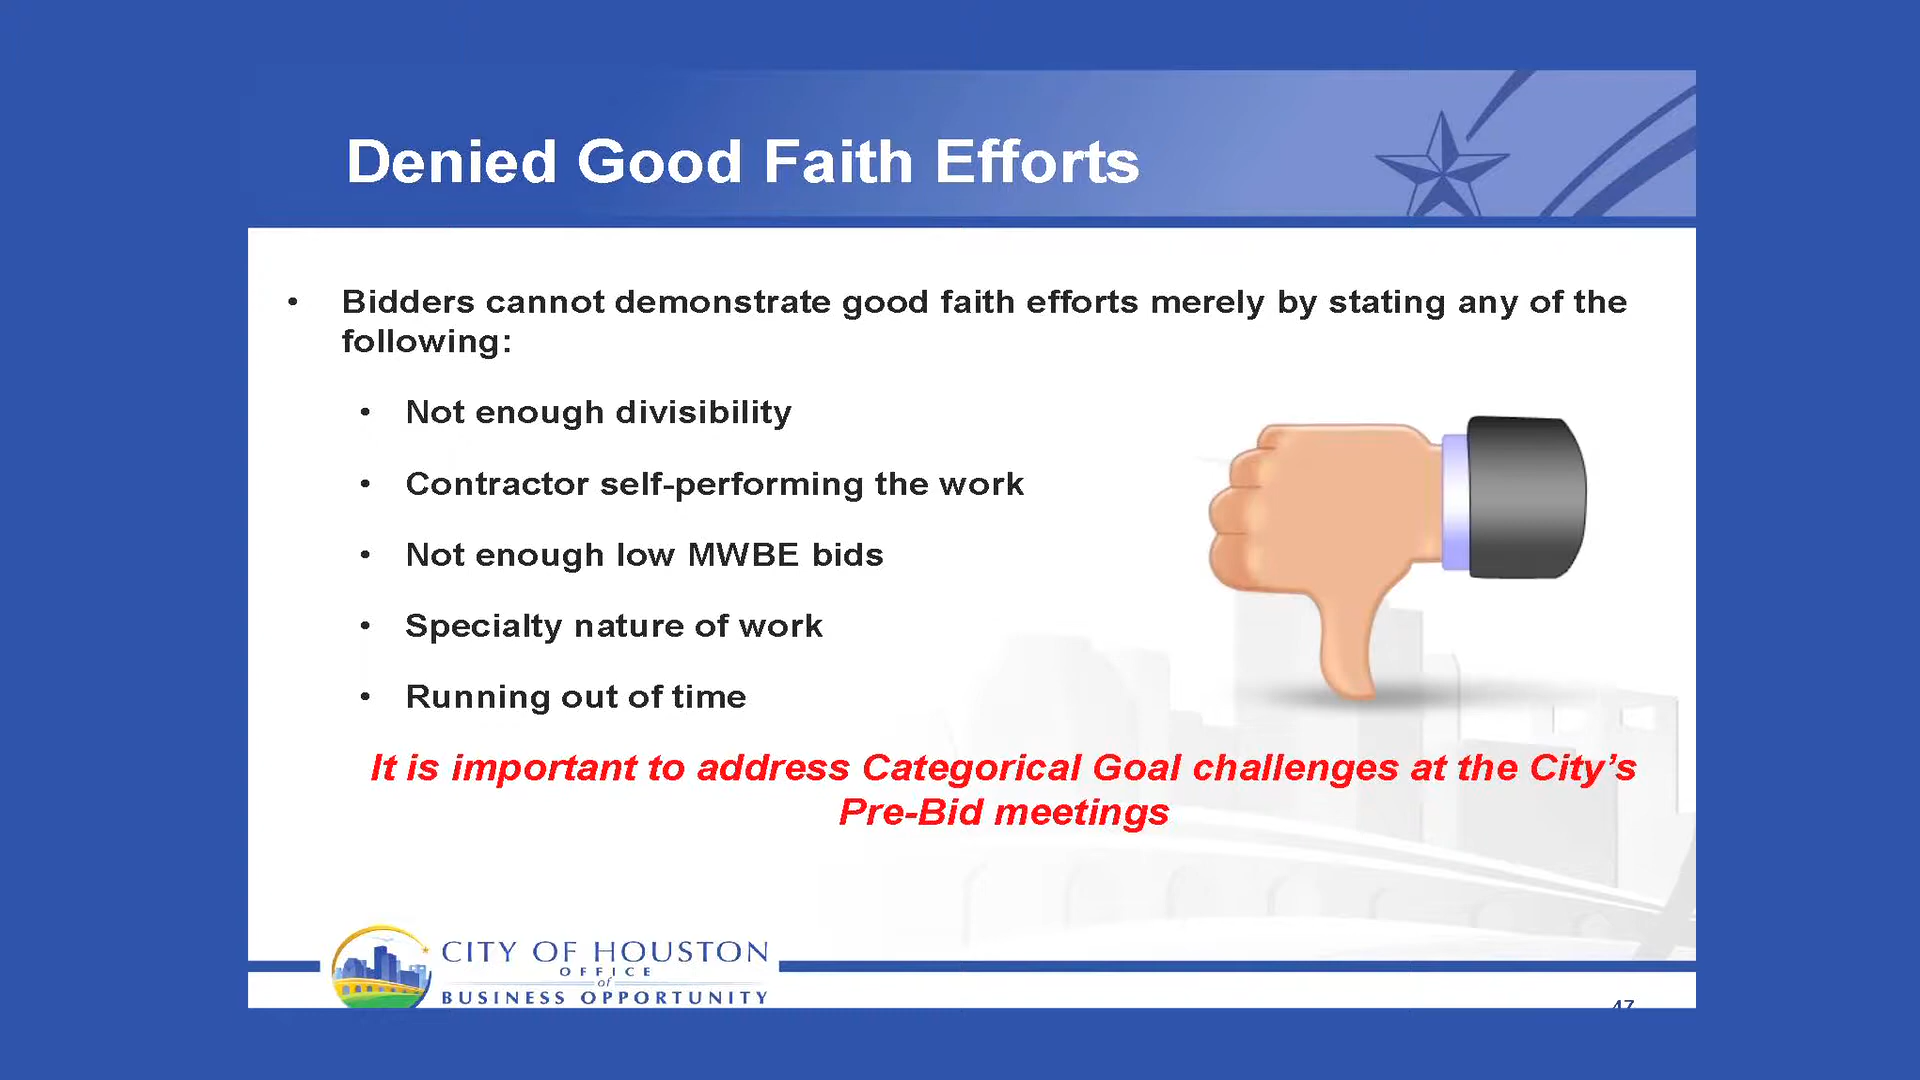 Denied Good Faith Efforts
• Bidders cannot demonstrate good faith efforts merely by stating any of the
following:
• Not enough divisibility
• Contractor self-performing the work
• Not enough low MWBE bids
• Specialty nature of work
• Running out of time
It is important to address Categorical Goal challenges at the City’s
Pre-Bid meetings
CITY OF HOUSTON
OFFICE
of
BUSINESS OPPORTUNITY
47